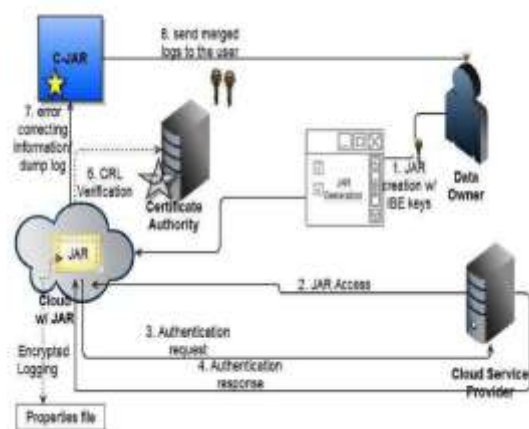 8. send merged
logs to the user
C-JAR
7. error
correcting
information
dump log
5. CRL
Verification
Certificate
Authority
JAR
Generation
1. JAR
creation w/
IBE keys
Data
Owner
JAR
Cloud
w/ JAR
2. JAR Access
3. Authentication
request
4. Authentication
response
Encrypted
Logging
Cloud Service
Provider
Properties file